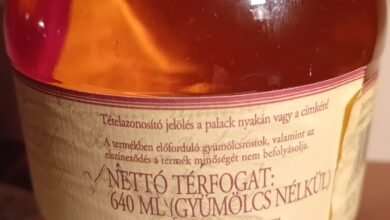 Tételazonosító jelölés a palack nyakán vagy a címkén!
A termékben előforduló gyümölcsrostok, valamint az
elszíneződés a termék minőségét nem befolyásolja.
NETTÓ TÉRFOGAT:
640 ML (GYÜMÖLCS NÉLKÜL)